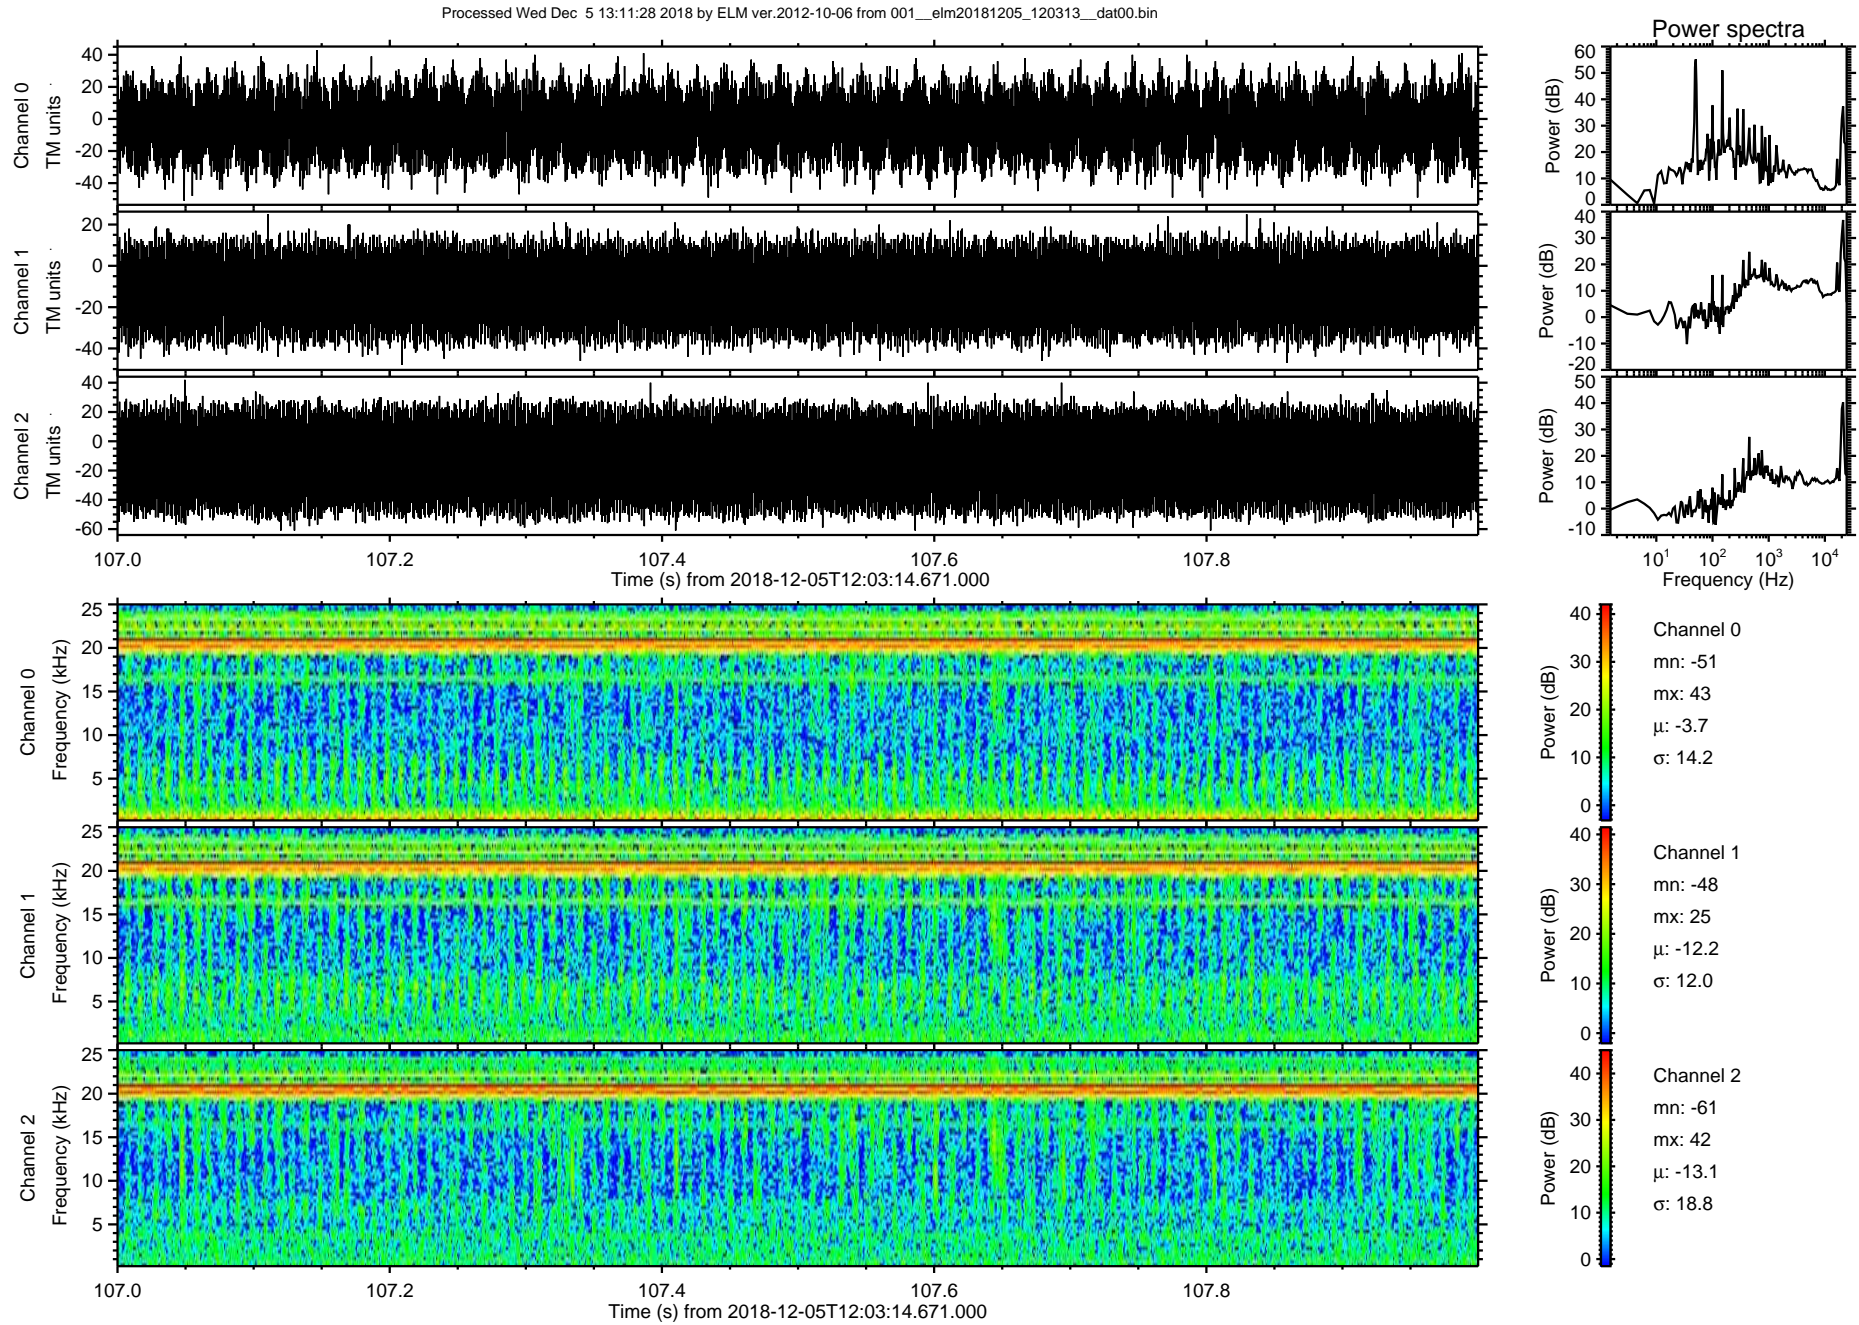 Processed Wed Dec  5 13:11:28 2018 by ELM ver.2012-10-06 from 001__elm20181205_120313__dat00.bin
Power spectra
Channel 0
TM units
40
20
0
-20
-40
Power (dB)
60
50
40
30
20
10
0
Channel 1
TM units
20
0
-20
-40
Power (dB)
40
30
20
10
0
-10
-20
Channel 2
TM units
40
20
0
-20
-40
-60
Power (dB)
50
40
30
20
10
0
-10
107.0 107.2 107.4 107.6 107.8
Time (s) from 2018-12-05T12:03:14.671.000
10^1 10^2 10^3 10^4
Frequency (Hz)
Channel 0
Frequency (kHz)
25
20
15
10
5
Power (dB)
40
30
20
10
0
Channel 0
mn: -51
mx: 43
μ: -3.7
σ: 14.2
Channel 1
Frequency (kHz)
25
20
15
10
5
Power (dB)
40
30
20
10
0
Channel 1
mn: -48
mx: 25
μ: -12.2
σ: 12.0
Channel 2
Frequency (kHz)
25
20
15
10
5
Power (dB)
40
30
20
10
0
Channel 2
mn: -61
mx: 42
μ: -13.1
σ: 18.8
107.0 107.2 107.4 107.6 107.8
Time (s) from 2018-12-05T12:03:14.671.000